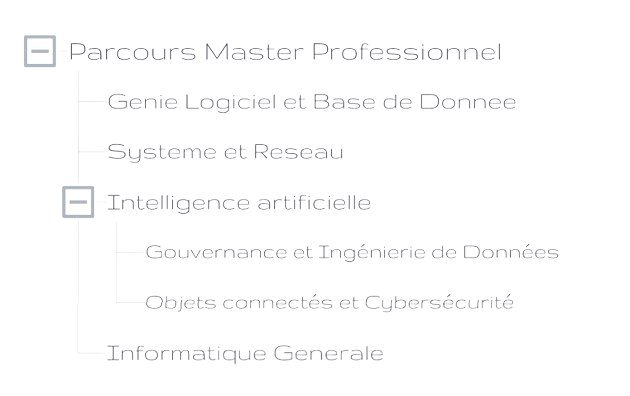 Parcours Master Professionnel
Genie Logiciel et Base de Donnee
Systeme et Reseau
Intelligence artificielle
Gouvernance et Ingénierie de Données
Objets connectés et Cybersécurité
Informatique Generale